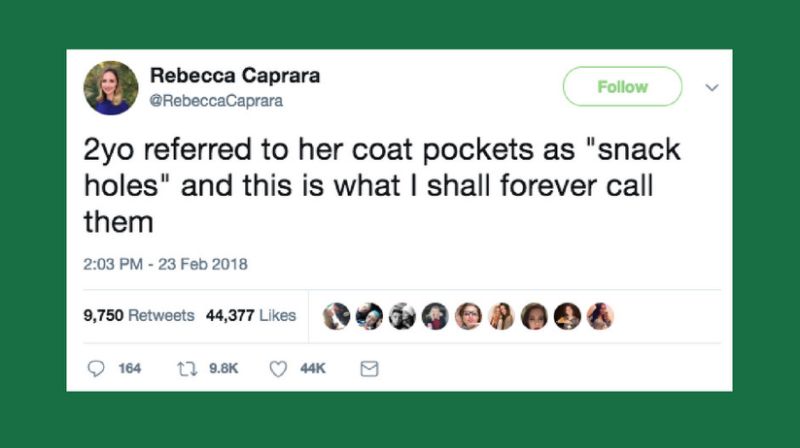 Rebecca Caprara
@RebeccaCaprara
Follow
2yo referred to her coat pockets as "snack
holes" and this is what I shall forever call
them
2:03 PM - 23 Feb 2018
9,750 Retweets 44,377 Likes
164 9.8K 44K